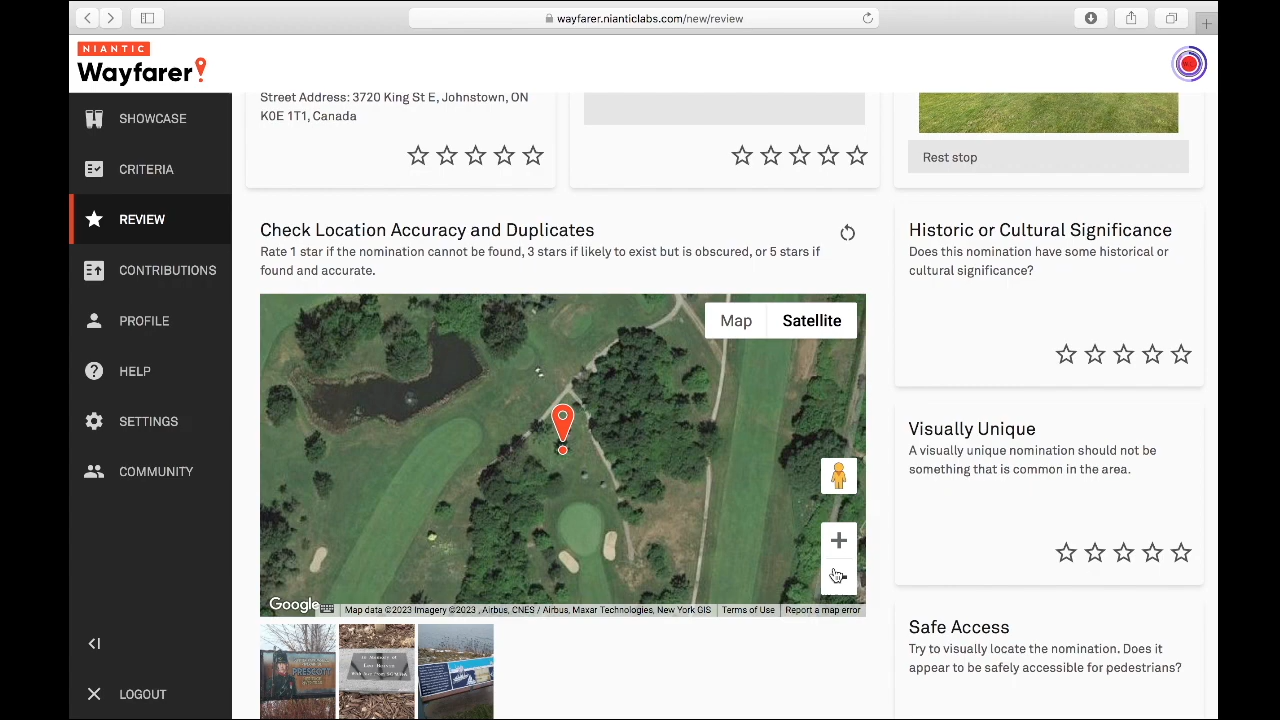 wayfarer.nianticlabs.com/new/review
NIANTIC
Wayfarer
SHOWCASE
CRITERIA
REVIEW
CONTRIBUTIONS
PROFILE
HELP
SETTINGS
COMMUNITY
LOGOUT
Street Address: 3720 King St E, Johnstown, ON
K0E 1T1, Canada
Rest stop
Check Location Accuracy and Duplicates
Rate 1 star if the nomination cannot be found, 3 stars if likely to exist but is obscured, or 5 stars if
found and accurate.
Map
Satellite
Google
Map data ©2023 Imagery ©2023 , Airbus, CNES / Airbus, Maxar Technologies, New York GIS
Terms of Use
Report a map error
PRESCOTT
In Memory of
Historic or Cultural Significance
Does this nomination have some historical or
cultural significance?
Visually Unique
A visually unique nomination should not be
something that is common in the area.
Safe Access
Try to visually locate the nomination. Does it
appear to be safely accessible for pedestrians?